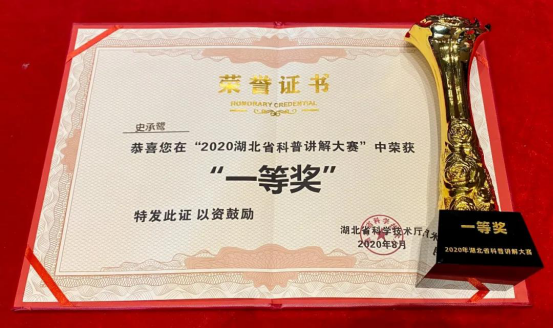 荣誉证书
HONORARY CREDENTIAL
史承鹭
恭喜您在“2020湖北省科普讲解大赛”中荣获
“一等奖”
特发此证 以资鼓励
湖北省科学技术厅
2020年8月
一等奖
2020年湖北省科普讲解大赛